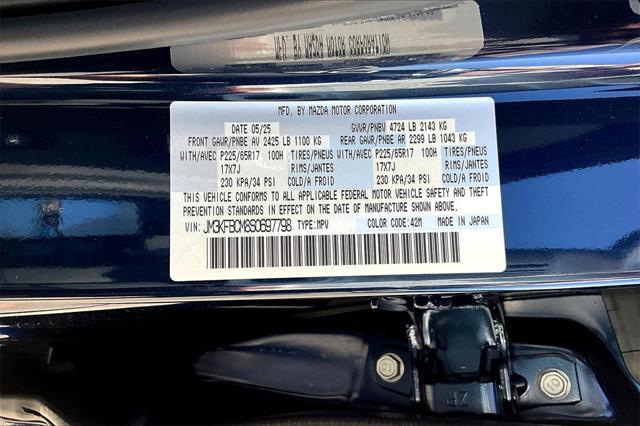 MFD. BY MAZDA MOTOR CORPORATION
DATE 05/25 GVWR/PNBV 4724 LB 2143 KG
FRONT GAWR/PNBE AV 2425 LB 1100 KG REAR GAWR/PNBE AR 2299 LB 1043 KG
WITH/AVEC P225/65R17 100H TIRES/PNEUS WITH/AVEC P225/65R17 100H TIRES/PNEUS
17X7J RIMS/JANTES 17X7J RIMS/JANTES
230 KPA/34 PSI COLD/A FROID 230 KPA/34 PSI COLD/A FROID
THIS VEHICLE CONFORMS TO ALL APPLICABLE FEDERAL MOTOR VEHICLE SAFETY AND THEFT
PREVENTION STANDARDS IN EFFECT ON THE DATE OF MANUFACTURE SHOWN ABOVE.
VIN: JM3KFBCM8S0697798 TYPE:MPV COLOR CODE:42M MADE IN JAPAN
10